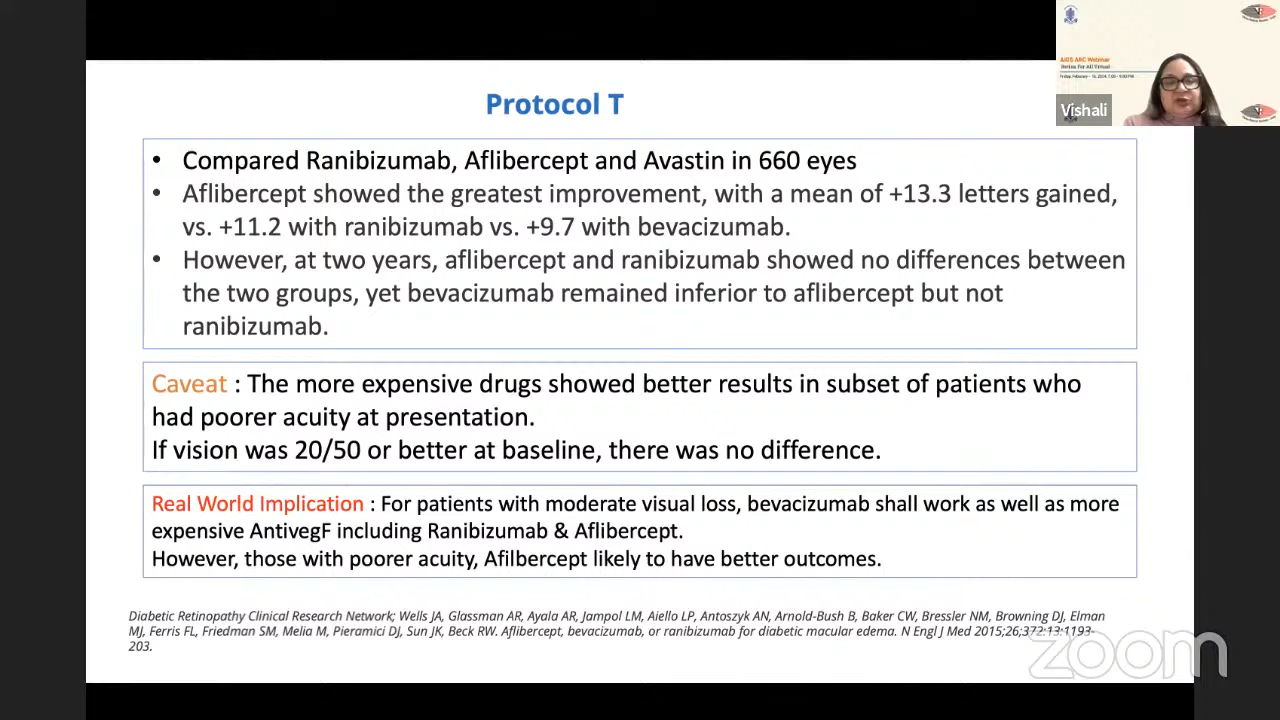 Protocol T
• Compared Ranibizumab, Aflibercept and Avastin in 660 eyes
• Aflibercept showed the greatest improvement, with a mean of +13.3 letters gained,
vs. +11.2 with ranibizumab vs. +9.7 with bevacizumab.
• However, at two years, aflibercept and ranibizumab showed no differences between
the two groups, yet bevacizumab remained inferior to aflibercept but not
ranibizumab.
Caveat : The more expensive drugs showed better results in subset of patients who
had poorer acuity at presentation.
If vision was 20/50 or better at baseline, there was no difference.
Real World Implication : For patients with moderate visual loss, bevacizumab shall work as well as more
expensive AntivegF including Ranibizumab & Aflibercept.
However, those with poorer acuity, Afilbercept likely to have better outcomes.
Diabetic Retinopathy Clinical Research Network; Wells JA, Glassman AR, Ayala AR, Jampol LM, Aiello LP, Antoszyk AN, Arnold-Bush B, Baker CW, Bressler NM, Browning DJ, Elman
MJ, Ferris FL, Friedman SM, Melia M, Pieramici DJ, Sun JK, Beck RW. Aflibercept, bevacizumab, or ranibizumab for diabetic macular edema. N Engl J Med 2015;26;372:13:1193-
203.
zoom
AIOS ARC Webinar
Retina For All Virtual
Vishali